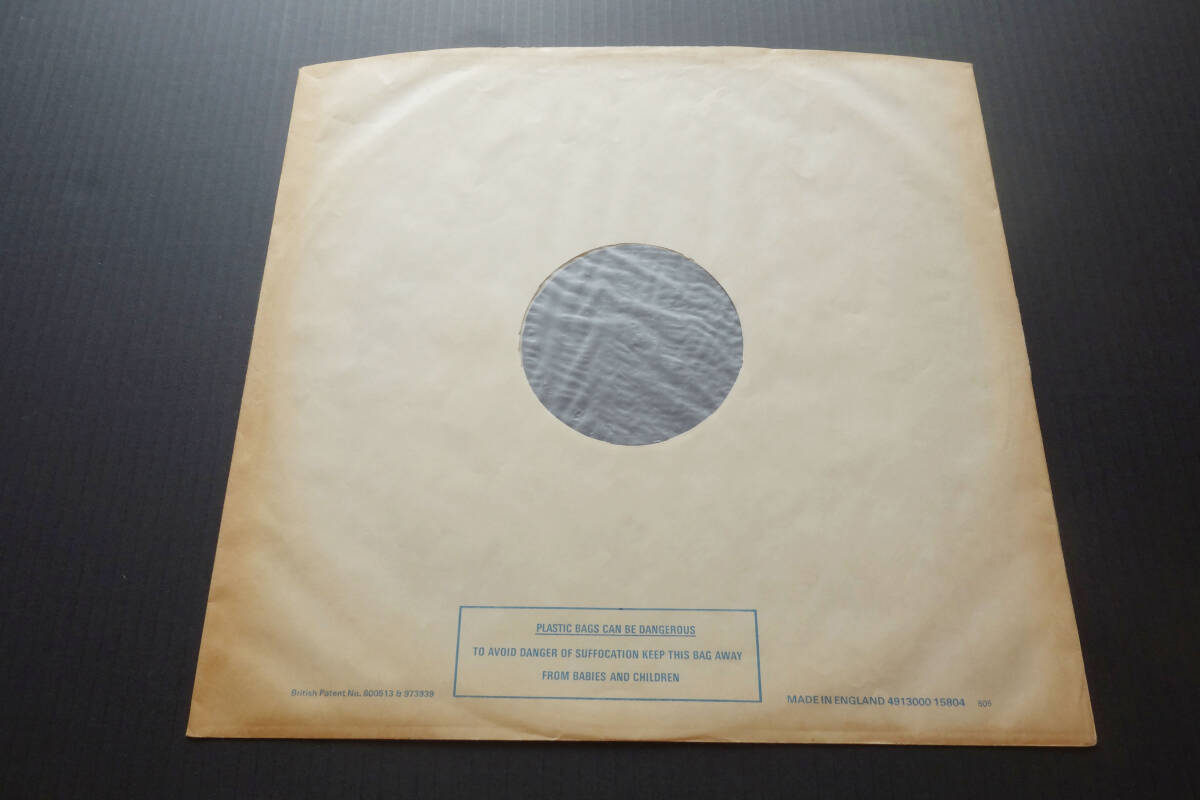 PLASTIC BAGS CAN BE DANGEROUS
TO AVOID DANGER OF SUFFOCATION KEEP THIS BAG AWAY
FROM BABIES AND CHILDREN
British Patent No. 800513 & 973939
MADE IN ENGLAND 4913000 15804 505